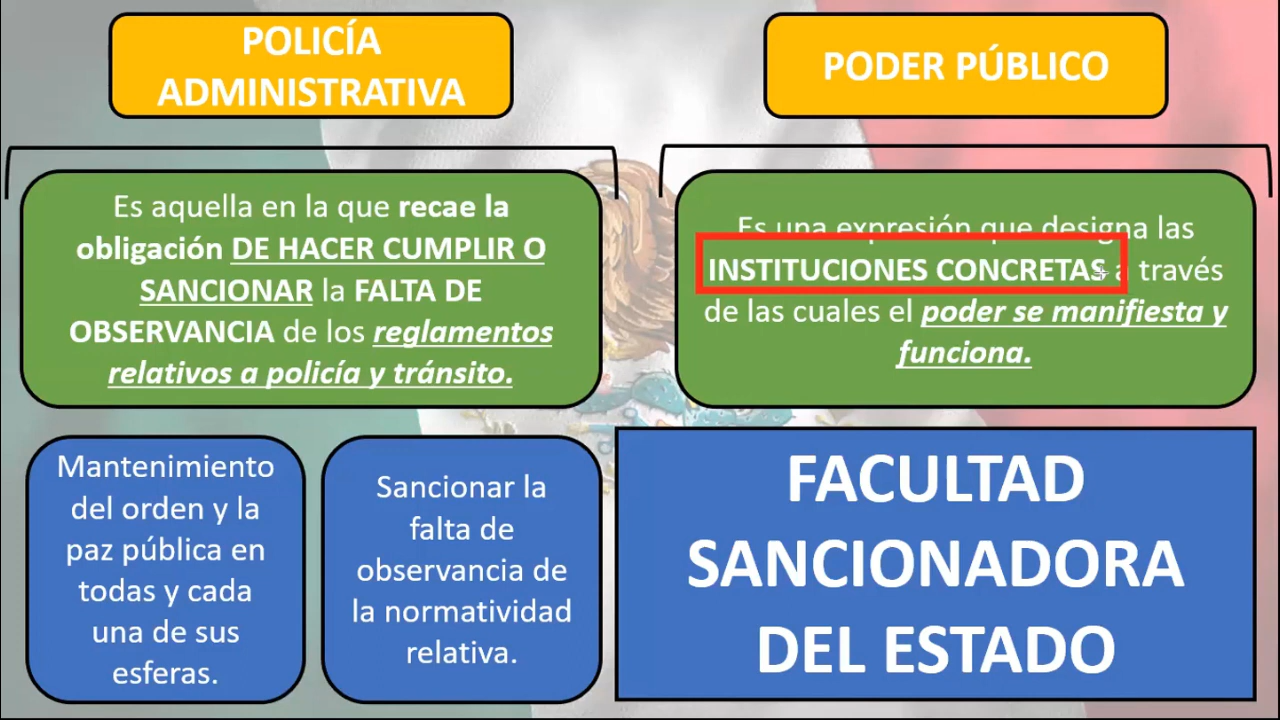 POLICÍA
ADMINISTRATIVA
Es aquella en la que recae la
obligación DE HACER CUMPLIR O
SANCIONAR la FALTA DE
OBSERVANCIA de los reglamentos
relativos a policía y tránsito.
Mantenimiento
del orden y la
paz pública en
todas y cada
una de sus
esferas.
Sancionar la
falta de
observancia de
la normatividad
relativa.
PODER PÚBLICO
Es una expresión que designa las
INSTITUCIONES CONCRETAS a través
de las cuales el poder se manifiesta y
funciona.
FACULTAD
SANCIONADORA
DEL ESTADO